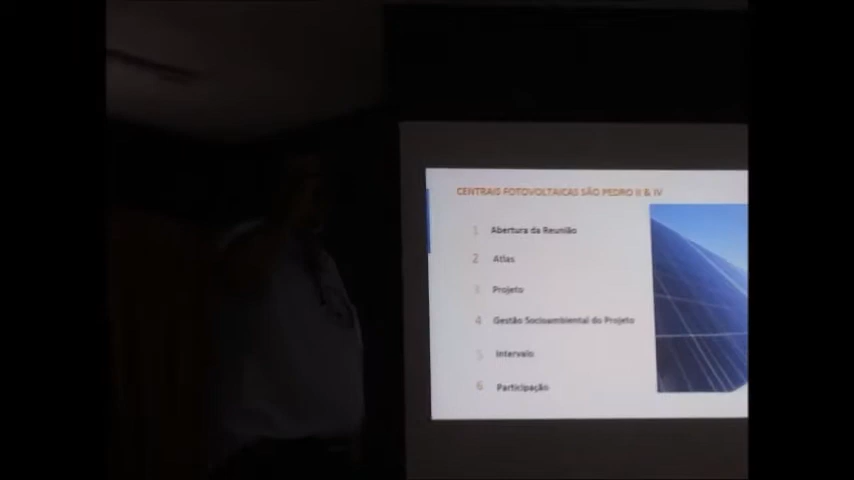 CENTRAIS FOTOVOLTAICAS SÃO PEDRO II & IV
1 Abertura da Reunião
2 Atlas
3 Projeto
4 Gestão Socioambiental do Projeto
5 Intervalo
6 Participação